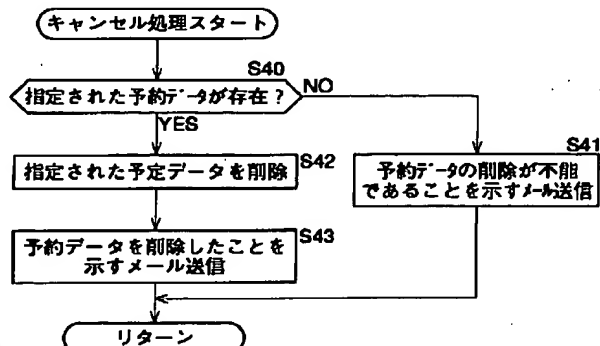 キャンセル処理スタート
S40
指定された予約データが存在？
NO
YES
S41
予約データの削除が不能
であることを示すメール送信
S42
指定された予定データを削除
S43
予約データを削除したことを
示すメール送信
リターン